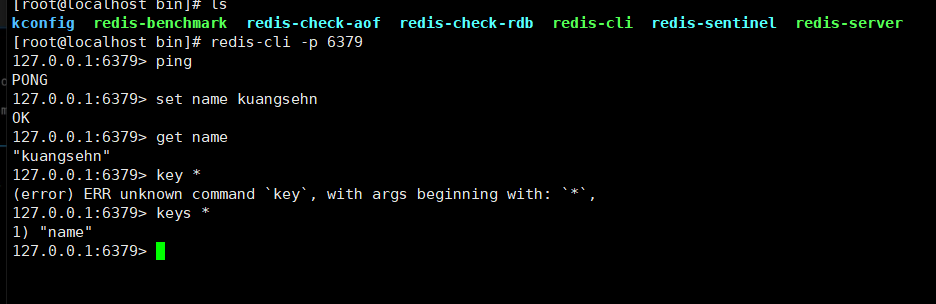 [root@localhost bin]# ls
kconfig redis-benchmark redis-check-aof redis-check-rdb redis-cli redis-sentinel redis-server
[root@localhost bin]# redis-cli -p 6379
127.0.0.1:6379> ping
PONG
127.0.0.1:6379> set name kuangsehn
OK
127.0.0.1:6379> get name
"kuangsehn"
127.0.0.1:6379> key *
(error) ERR unknown command `key`, with args beginning with: `*`,
127.0.0.1:6379> keys *
1) "name"
127.0.0.1:6379>